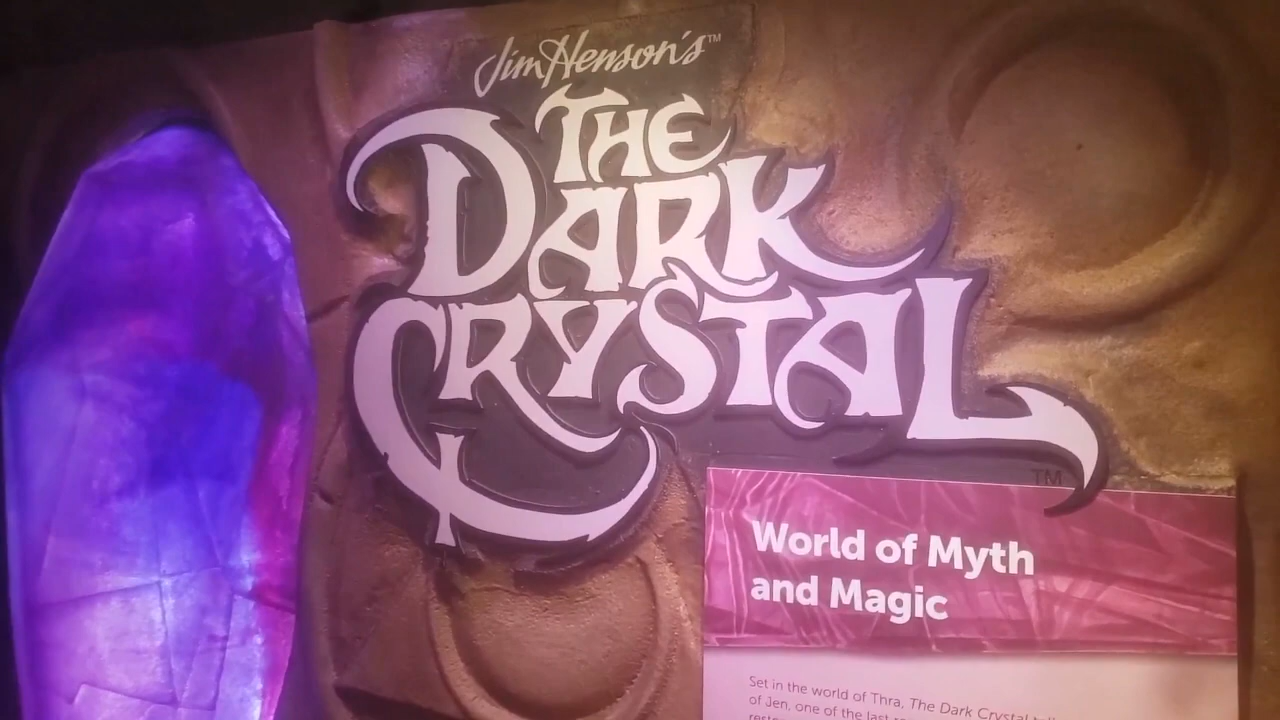 Jim Henson's™
THE
DARK
CRYSTAL
TM
World of Myth
and Magic
Set in the world of Thra, The Dark Crystal
of Jen, one of the last